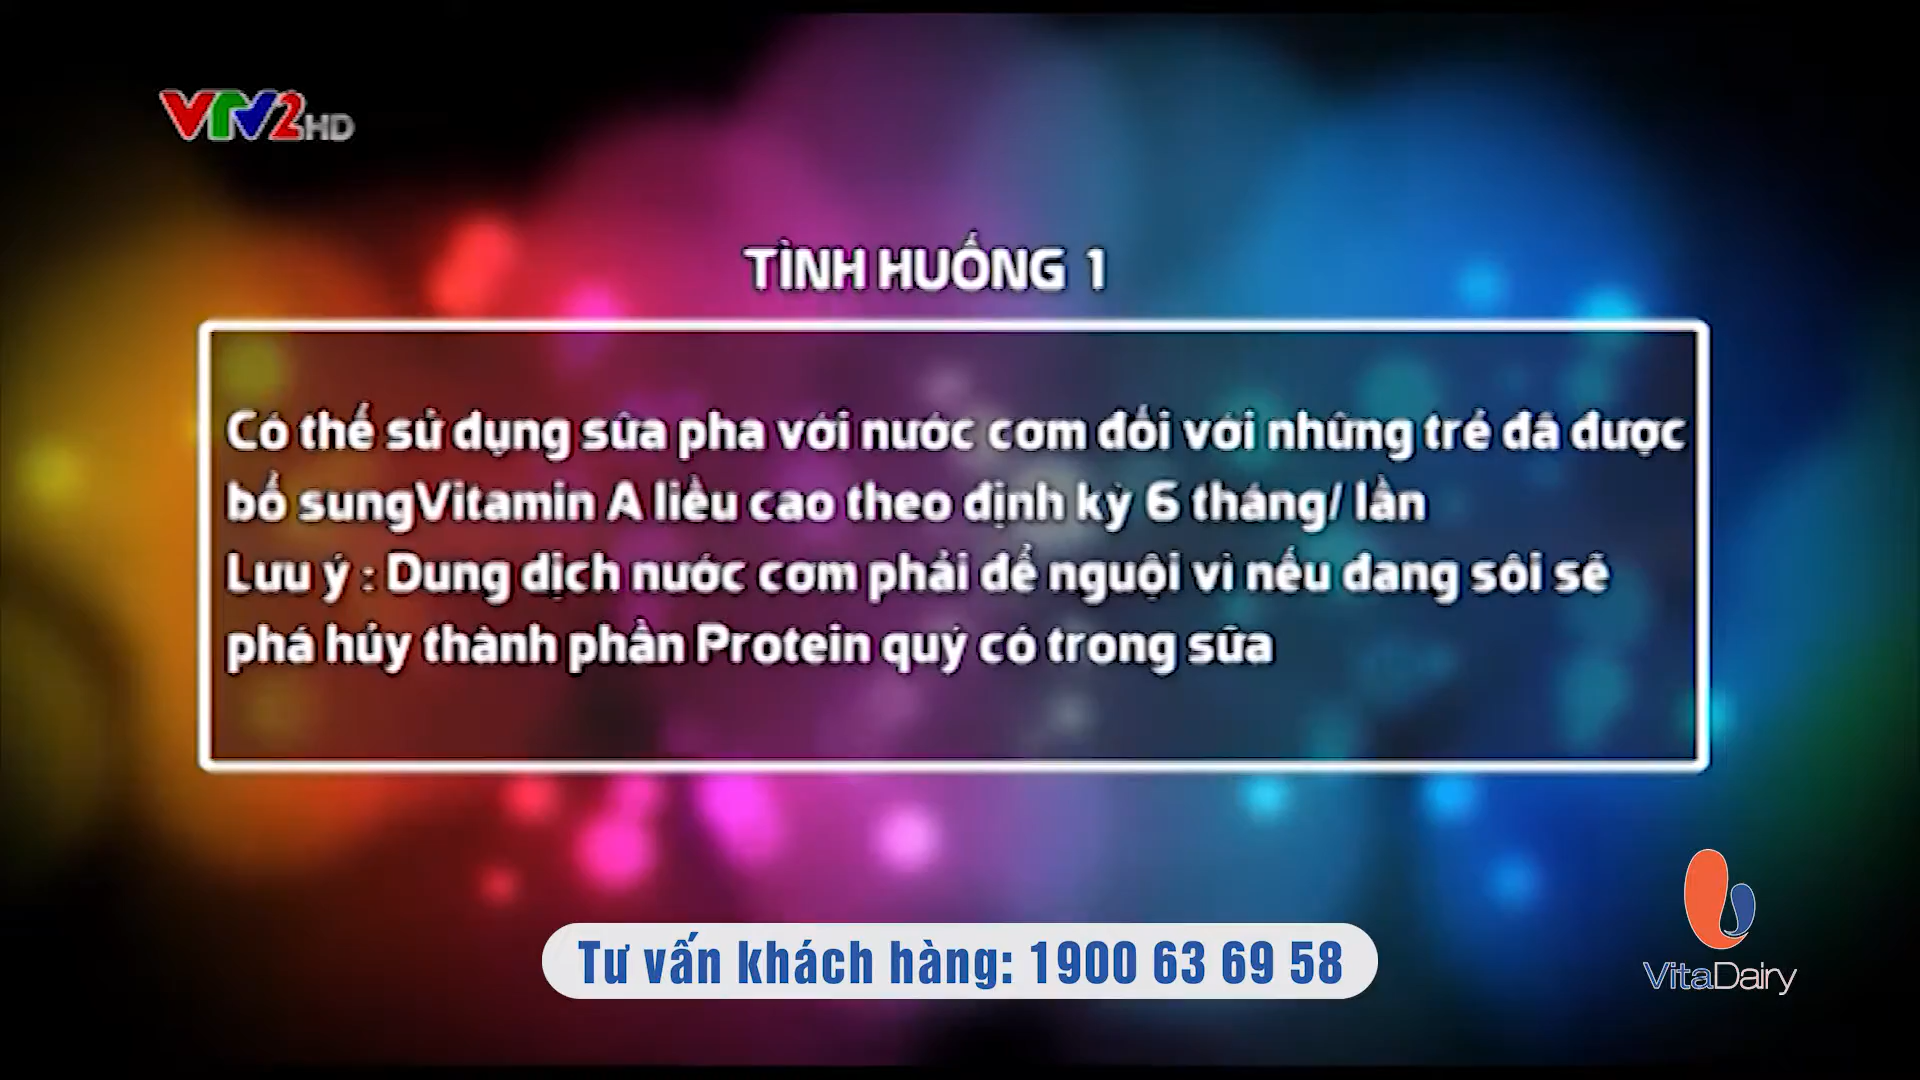 VTV2HD
TÌNH HUỐNG 1
Có thể sử dụng sữa pha với nước cơm đối với những trẻ đã được
bổ sungVitamin A liều cao theo định kỳ 6 tháng/ lần
Lưu ý : Dung dịch nước cơm phải để nguội vì nếu đang sôi sẽ
phá hủy thành phần Protein quý có trong sữa
Tư vấn khách hàng: 1900 63 69 58
VitaDairy